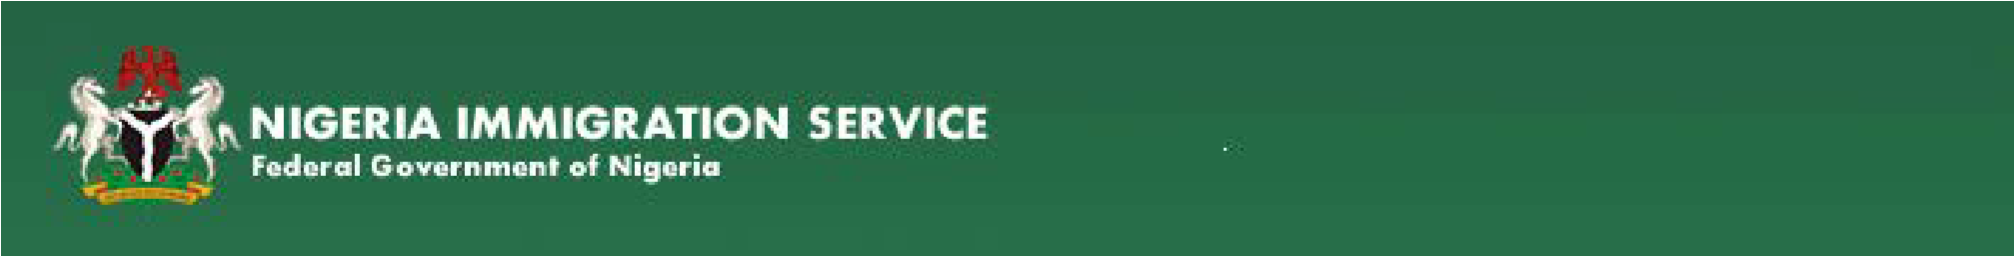 NIGERIA IMMIGRATION SERVICE
Federal Government of Nigeria